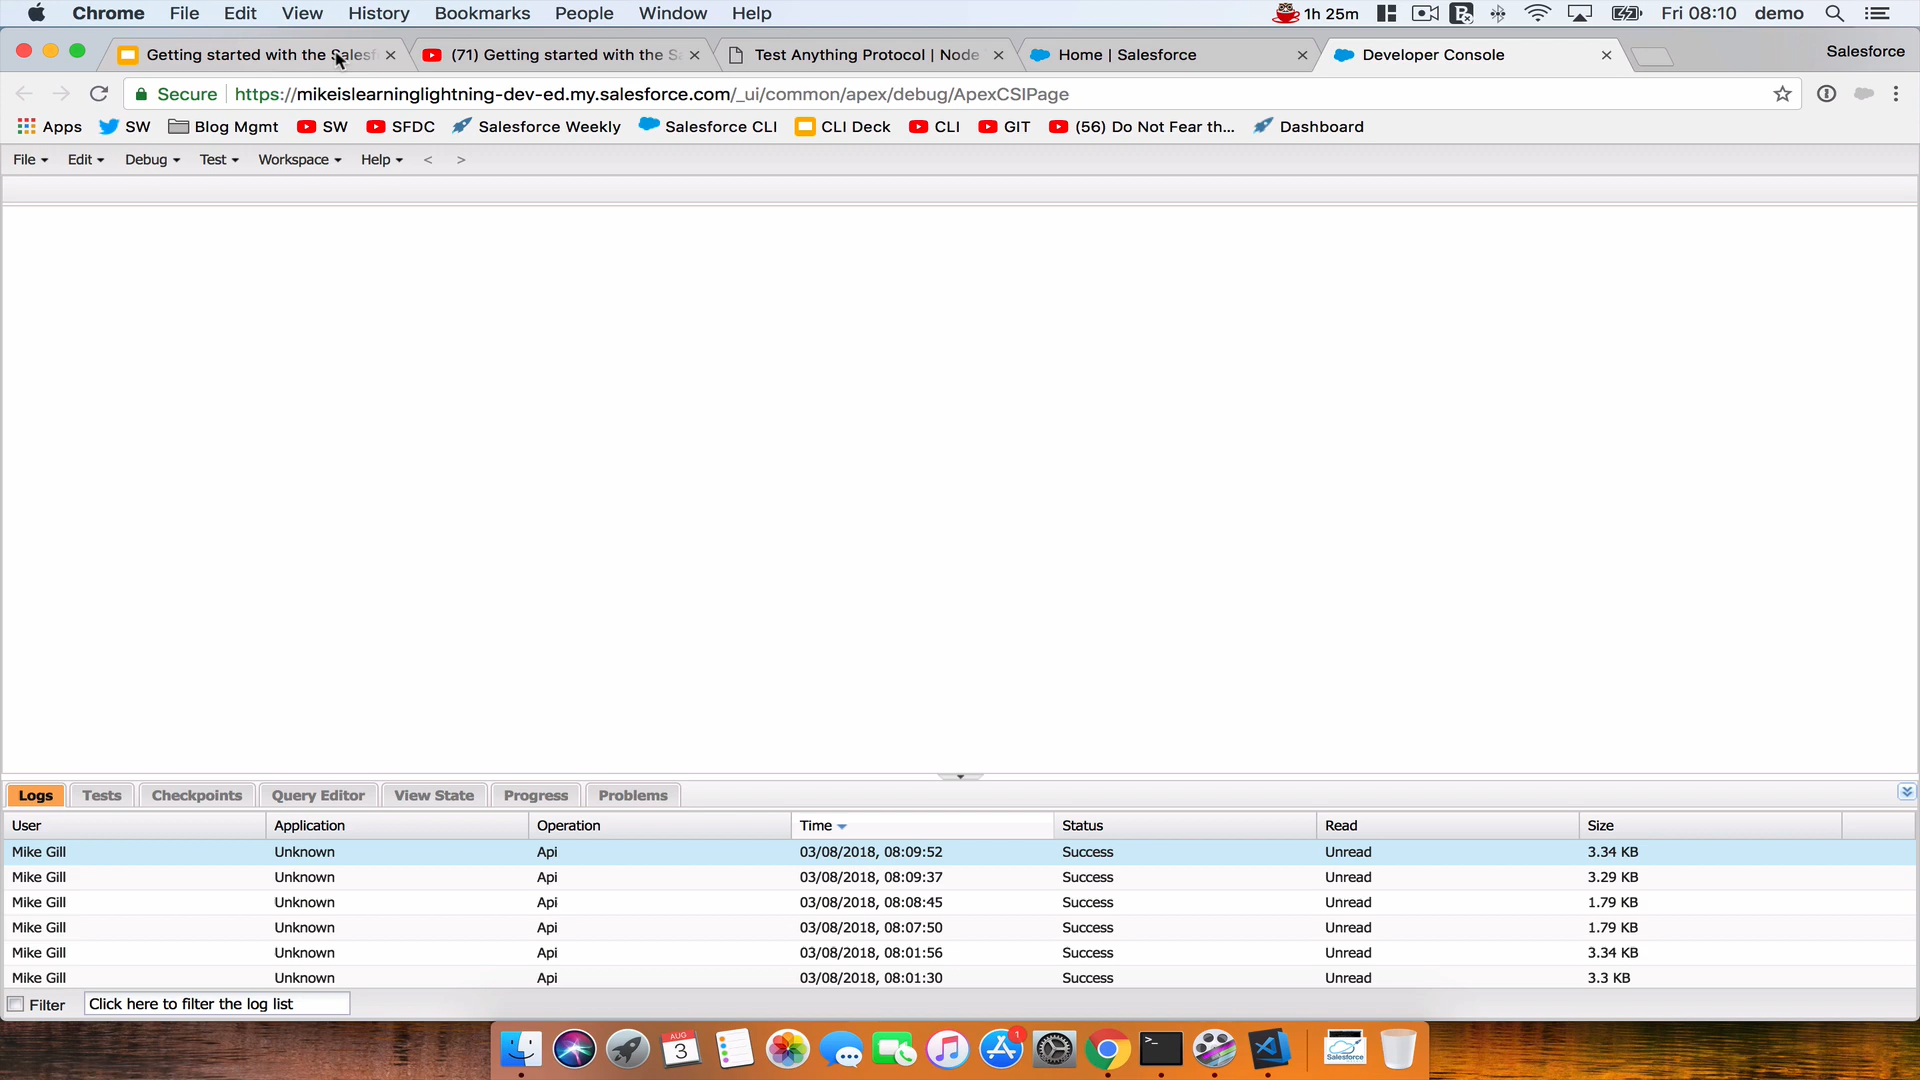 Chrome File Edit View History Bookmarks People Window Help 1h 25m Fri 08:10 demo
Getting started with the Salesf (71) Getting started with the Sa Test Anything Protocol | Node Home | Salesforce Developer Console Salesforce
Secure https://mikeislearninglightning-dev-ed.my.salesforce.com/_ui/common/apex/debug/ApexCSIPage
Apps SW Blog Mgmt SW SFDC Salesforce Weekly Salesforce CLI CLI Deck CLI GIT (56) Do Not Fear th... Dashboard
File Edit Debug Test Workspace Help < >
Logs Tests Checkpoints Query Editor View State Progress Problems
User Application Operation Time Status Read Size
Mike Gill Unknown Api 03/08/2018, 08:09:52 Success Unread 3.34 KB
Mike Gill Unknown Api 03/08/2018, 08:09:37 Success Unread 3.29 KB
Mike Gill Unknown Api 03/08/2018, 08:08:45 Success Unread 1.79 KB
Mike Gill Unknown Api 03/08/2018, 08:07:50 Success Unread 1.79 KB
Mike Gill Unknown Api 03/08/2018, 08:01:56 Success Unread 3.34 KB
Mike Gill Unknown Api 03/08/2018, 08:01:30 Success Unread 3.3 KB
Filter Click here to filter the log list
AUG
3
1
>_
Salesforce